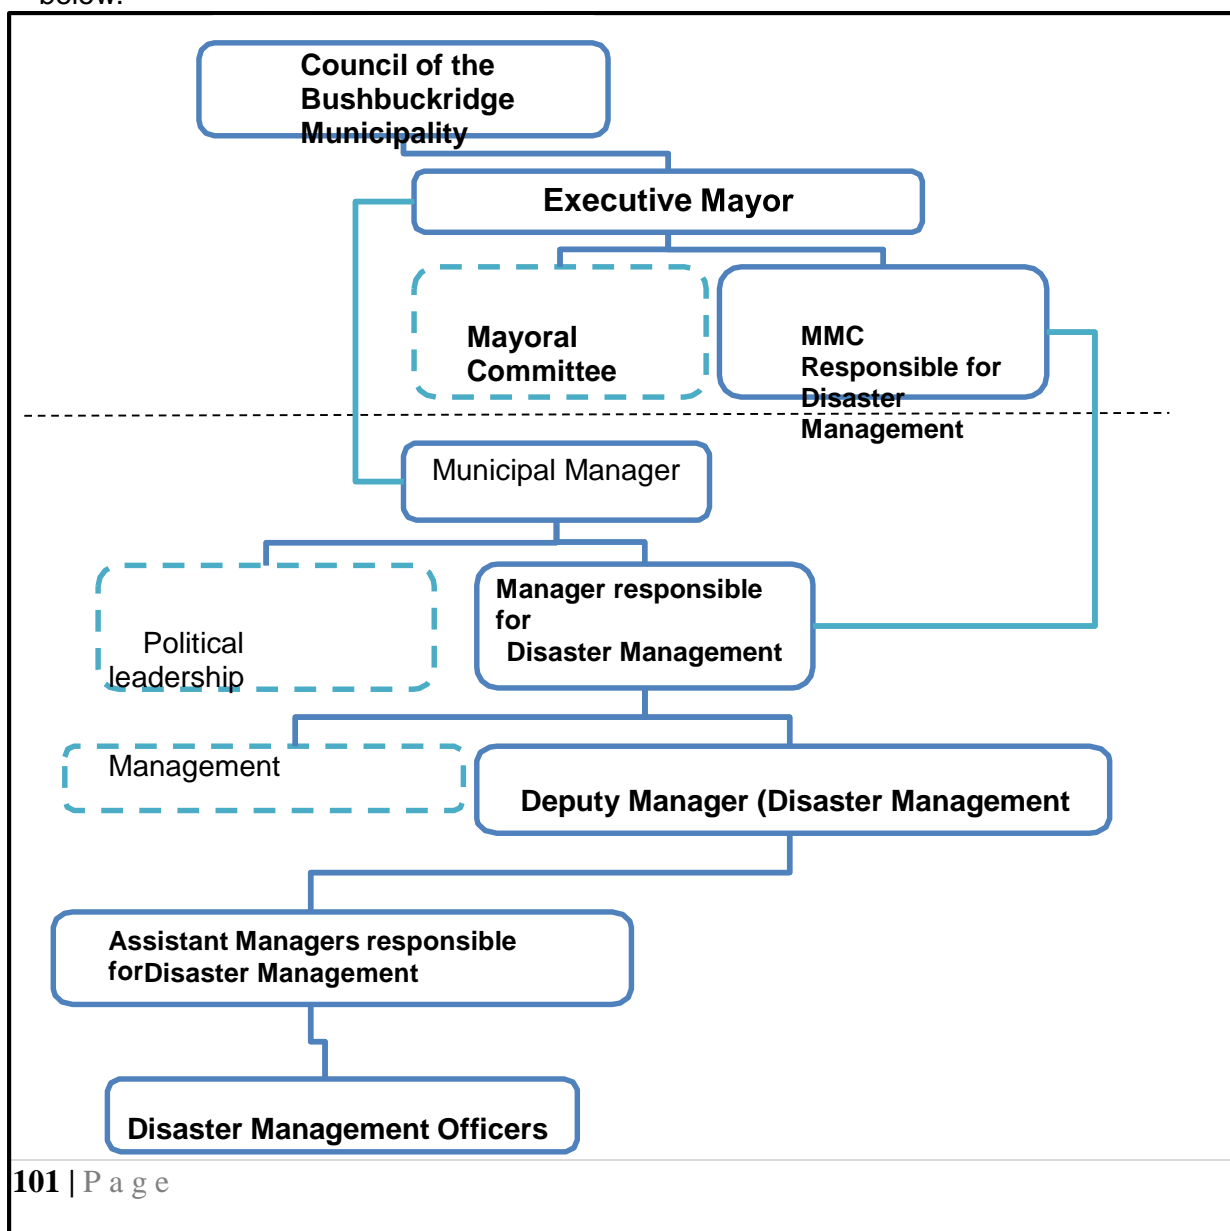 below.
Council of the
Bushbuckridge
Municipality
Executive Mayor
Mayoral
Committee
MMC
Responsible for
Disaster
Management
Municipal Manager
Political
leadership
Manager responsible
for
Disaster Management
Management
Deputy Manager (Disaster Management
Assistant Managers responsible
forDisaster Management
Disaster Management Officers
101 | P a g e